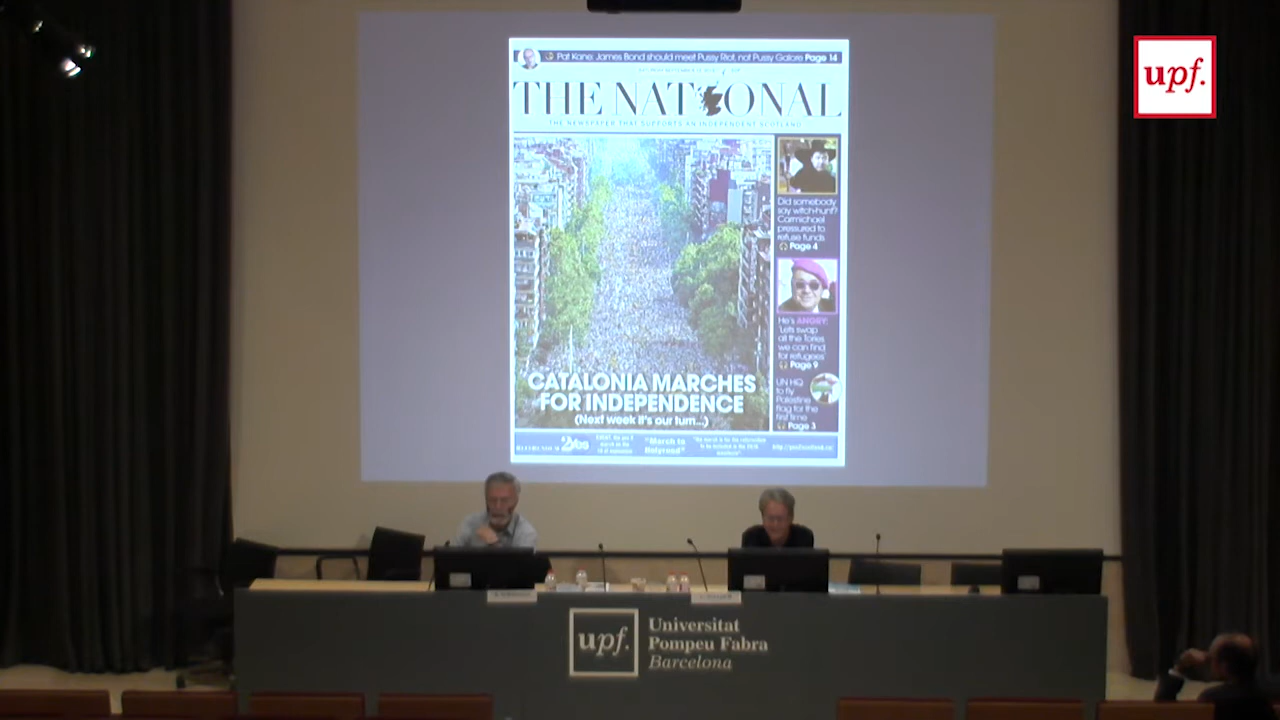 Pat Kane: James Bond should meet Pussy Riot, not Pussy Galore Page 14
THE NATIONAL
THE NEWSPAPER THAT SUPPORTS AN INDEPENDENT SCOTLAND
Did somebody
say witch-hunt?
Carmichael
pressured to
refuse funds
Page 4
He's ANGRY:
'Let's swap
all the Tories
we can find
for refugees'
Page 9
UN HQ
to fly
Palestine
flag for the
first time
Page 3
CATALONIA MARCHES
FOR INDEPENDENCE
(Next week it's our turn...)
"March to
Holyrood"
upf.
upf.
Universitat
Pompeu Fabra
Barcelona